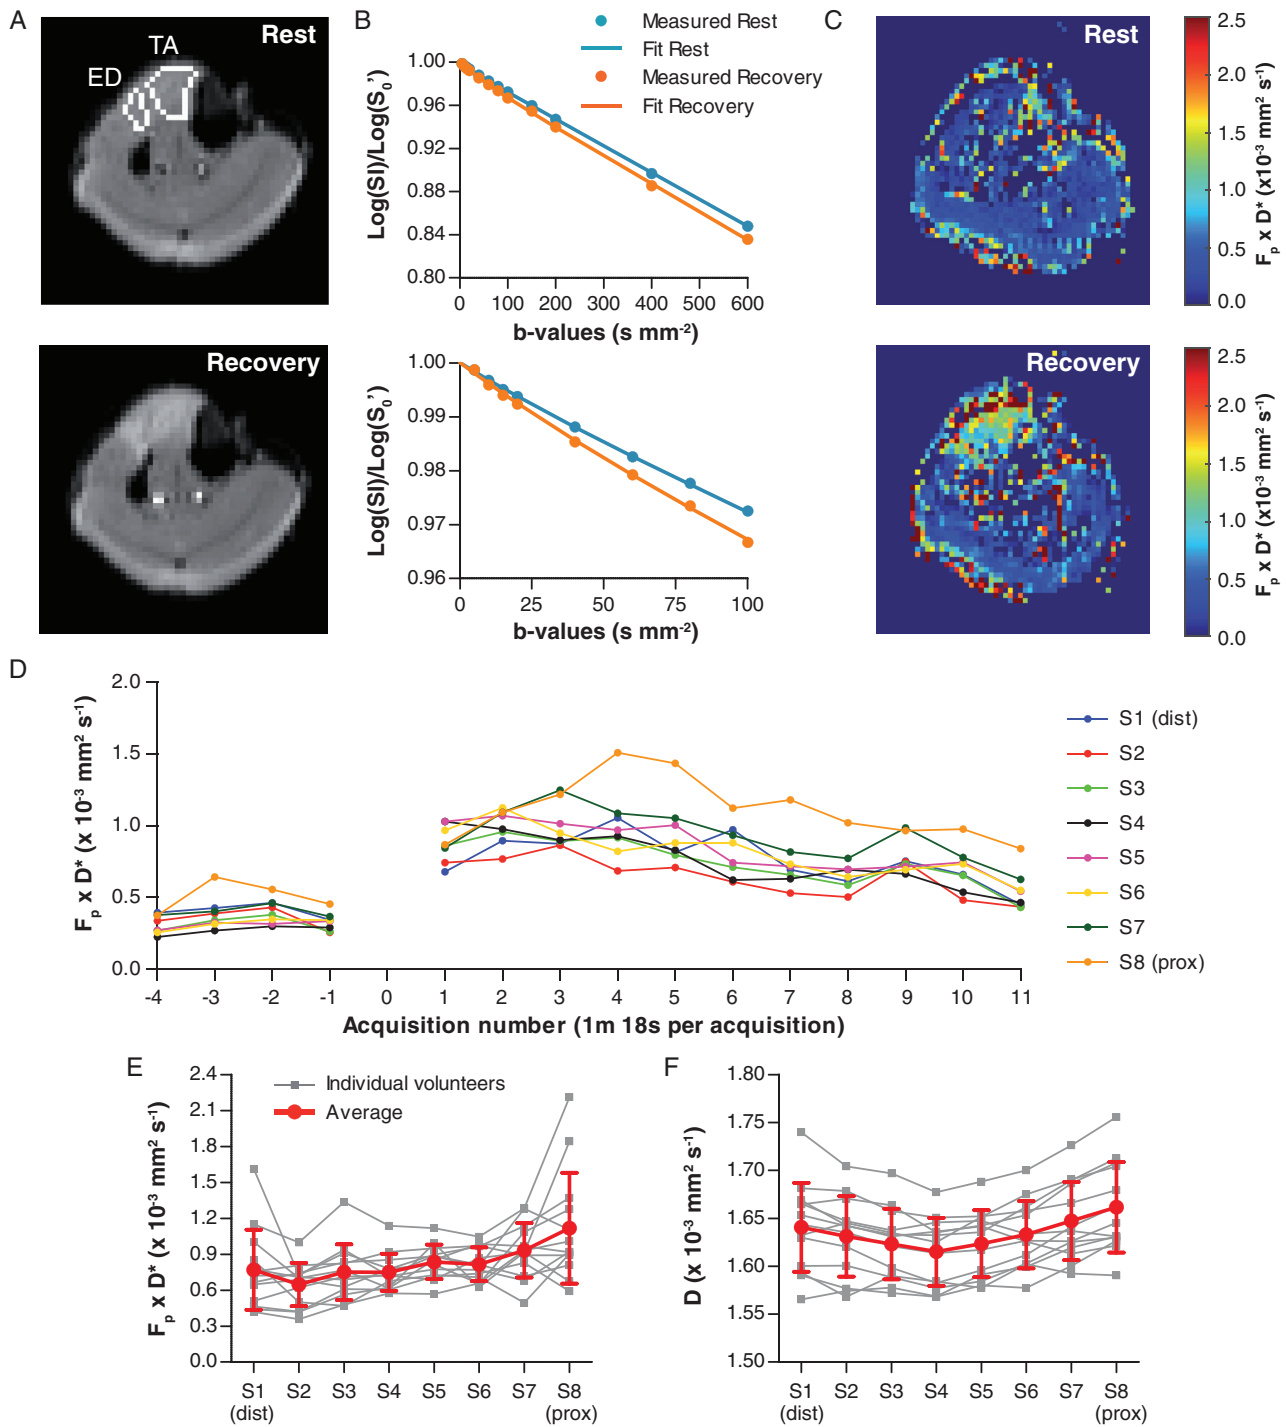 A
Rest
TA
ED
Recovery
B
Measured Rest
Fit Rest
Measured Recovery
Fit Recovery
Log(SI)/Log(S0')
1.00
0.96
0.92
0.88
0.84
0.80
0 100 200 300 400 500 600
b-values (s mm-2)
Log(SI)/Log(S0')
1.00
0.99
0.98
0.97
0.96
0 25 50 75 100
b-values (s mm-2)
C
Rest
2.5
2.0
1.5
1.0
0.5
0.0
Fp x D* (x10-3 mm2 s-1)
Recovery
2.5
2.0
1.5
1.0
0.5
0.0
Fp x D* (x10-3 mm2 s-1)
D
Fp x D* (x 10-3 mm2 s-1)
2.0
1.5
1.0
0.5
0.0
-4 -3 -2 -1 0 1 2 3 4 5 6 7 8 9 10 11
Acquisition number (1m 18s per acquisition)
S1 (dist)
S2
S3
S4
S5
S6
S7
S8 (prox)
E
Individual volunteers
Average
Fp x D* (x 10-3 mm2 s-1)
2.4
2.1
1.8
1.5
1.2
0.9
0.6
0.3
0.0
S1 S2 S3 S4 S5 S6 S7 S8
(dist) (prox)
F
D (x 10-3 mm2 s-1)
1.80
1.75
1.70
1.65
1.60
1.55
1.50
S1 S2 S3 S4 S5 S6 S7 S8
(dist) (prox)